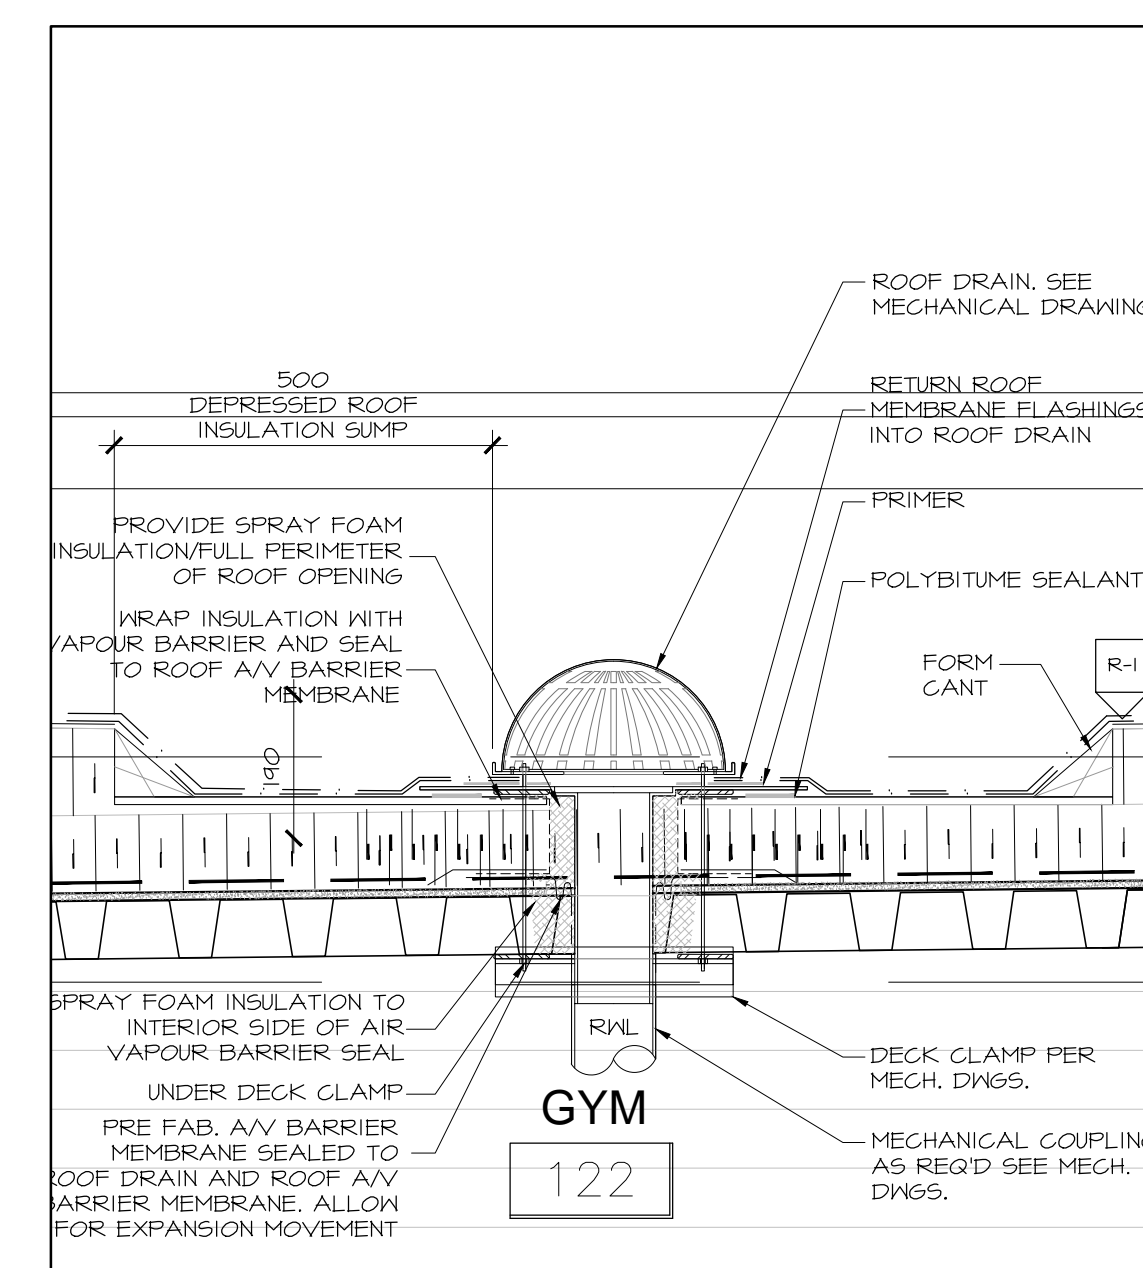 ROOF DRAIN. SEE
MECHANICAL DRAWING
500
DEPRESSED ROOF
INSULATION SUMP
RETURN ROOF
MEMBRANE FLASHINGS
INTO ROOF DRAIN
PRIMER
PROVIDE SPRAY FOAM
INSULATION/FULL PERIMETER
OF ROOF OPENING
POLYBITUME SEALANT
WRAP INSULATION WITH
VAPOUR BARRIER AND SEAL
TO ROOF A/V BARRIER
MEMBRANE
FORM
CANT
R-1
190
SPRAY FOAM INSULATION TO
INTERIOR SIDE OF AIR
VAPOUR BARRIER SEAL
RWL
DECK CLAMP PER
MECH. DWGS.
UNDER DECK CLAMP
GYM
122
PRE FAB. A/V BARRIER
MEMBRANE SEALED TO
ROOF DRAIN AND ROOF A/V
BARRIER MEMBRANE. ALLOW
FOR EXPANSION MOVEMENT
MECHANICAL COUPLING
AS REQ'D SEE MECH.
DWGS.